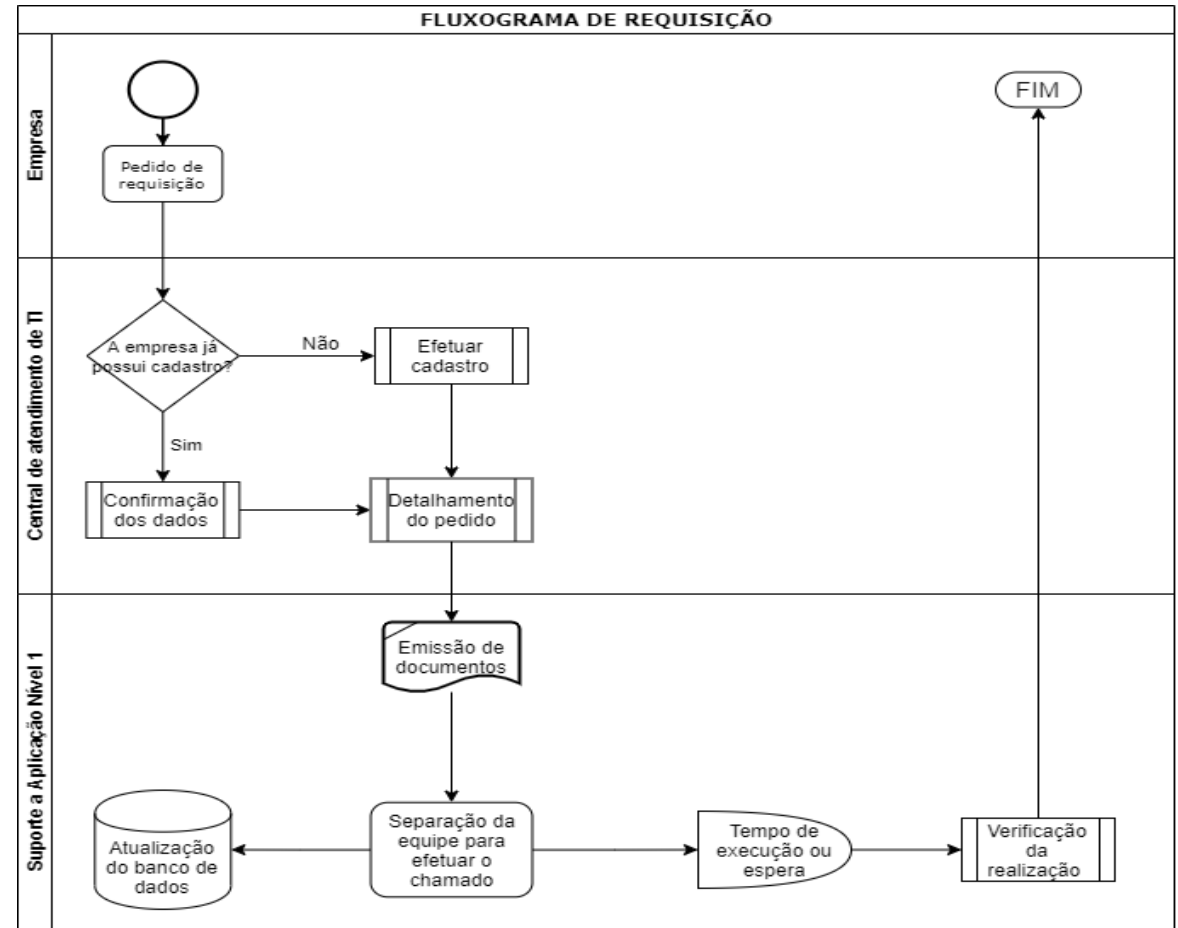 FLUXOGRAMA DE REQUISIÇÃO
Empresa
FIM
Pedido de
requisição
Central de atendimento de TI
A empresa já
possui cadastro?
Não
Efetuar
cadastro
Sim
Confirmação
dos dados
Detalhamento
do pedido
Suporte a Aplicação Nível 1
Emissão de
documentos
Atualização
do banco de
dados
Separação da
equipe para
efetuar o
chamado
Tempo de
execução ou
espera
Verificação
da
realização